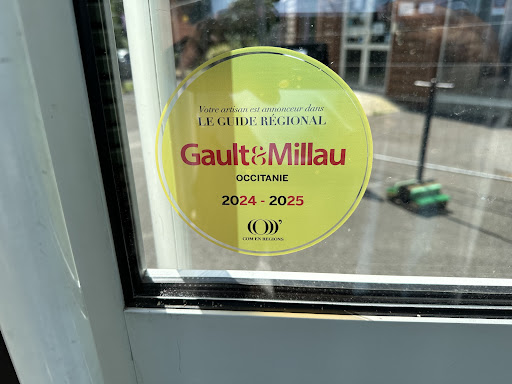 Votre artisan est annonceur dans
LE GUIDE RÉGIONAL
Gault&Millau
OCCITANIE
2024 - 2025
COM'EN RÉGIONS